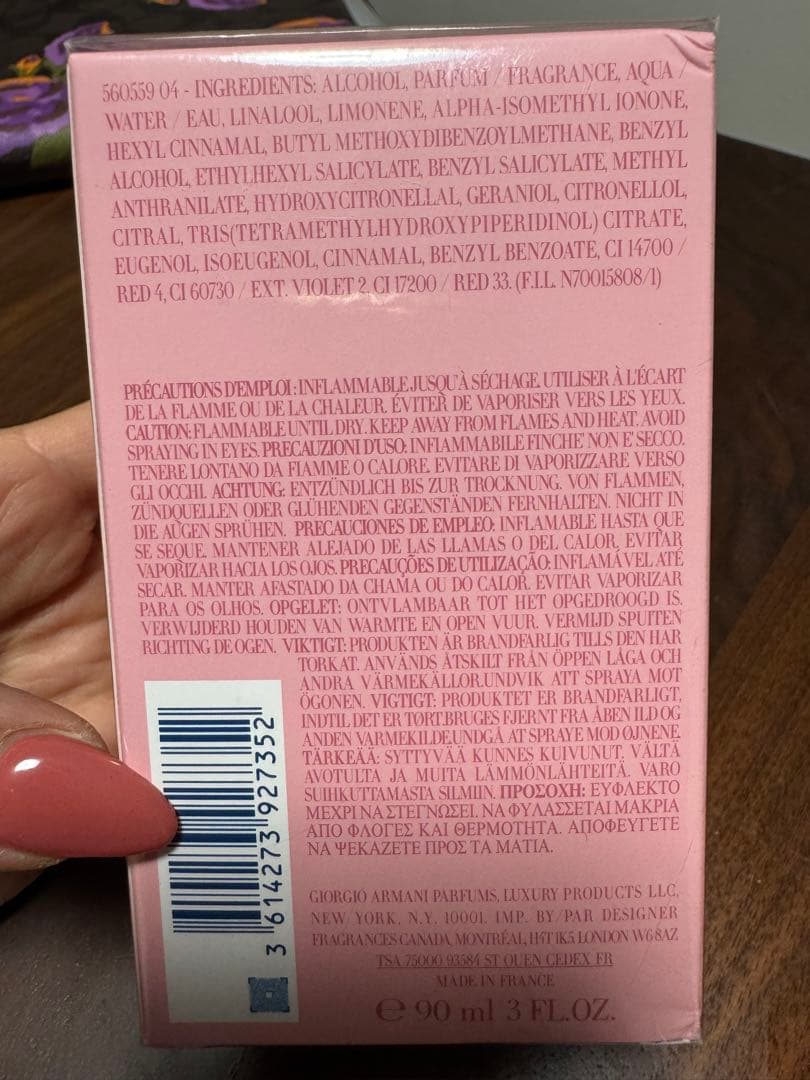 560559 04 - INGREDIENTS: ALCOHOL, PARFUM / FRAGRANCE, AQUA /
WATER / EAU, LINALOOL, LIMONENE, ALPHA-ISOMETHYL IONONE,
HEXYL CINNAMAL, BUTYL METHOXYDIBENZOYLMETHANE, BENZYL
ALCOHOL, ETHYLHEXYL SALICYLATE, BENZYL SALICYLATE, METHYL
ANTHRANILATE, HYDROXYCITRONELLAL, GERANIOL, CITRONELLOL,
CITRAL, TRIS(TETRAMETHYLHYDROXYPIPERIDINOL) CITRATE,
EUGENOL, ISOEUGENOL, CINNAMAL, BENZYL BENZOATE, CI 14700 /
RED 4, CI 60730 / EXT. VIOLET 2, CI 17200 / RED 33. (F.I.L. N70015808/1)
PRÉCAUTIONS D'EMPLOI : INFLAMMABLE JUSQU'À SÉCHAGE. UTILISER À L'ÉCART
DE LA FLAMME OU DE LA CHALEUR. ÉVITER DE VAPORISER VERS LES YEUX.
CAUTION: FLAMMABLE UNTIL DRY. KEEP AWAY FROM FLAMES AND HEAT. AVOID
SPRAYING IN EYES. PRECAUZIONI D'USO: INFIAMMABILE FINCHE' NON E' SECCO.
TENERE LONTANO DA FIAMME O CALORE. EVITARE DI VAPORIZZARE VERSO
GLI OCCHI. ACHTUNG: ENTZÜNDLICH BIS ZUR TROCKNUNG. VON FLAMMEN,
ZÜNDQUELLEN ODER GLÜHENDEN GEGENSTÄNDEN FERNHALTEN. NICHT IN
DIE AUGEN SPRÜHEN. PRECAUCIONES DE EMPLEO: INFLAMABLE HASTA QUE
SE SEQUE. MANTENER ALEJADO DE LAS LLAMAS O DEL CALOR. EVITAR
VAPORIZAR HACIA LOS OJOS. PRECAUÇÕES DE UTILIZAÇÃO: INFLAMÁVEL ATÉ
SECAR. MANTER AFASTADO DA CHAMA OU DO CALOR. EVITAR VAPORIZAR
PARA OS OLHOS. OPGELET: ONTVLAMBAAR TOT HET OPGEDROOGD IS.
VERWIJDERD HOUDEN VAN WARMTE EN OPEN VUUR. VERMIJD SPUITEN
RICHTING DE OGEN. VIKTIGT: PRODUKTEN ÄR BRANDFARLIG TILLS DEN HAR
TORKAT. ANVÄNDS ÅTSKILT FRÅN ÖPPEN LÅGA OCH
ANDRA VÄRMEKÄLLOR.UNDVIK ATT SPRAYA MOT
ÖGONEN. VIGTIGT: PRODUKTET ER BRANDFARLIGT,
INDTIL DET ER TØRT.BRUGES FJERNT FRA ÅBEN ILD OG
ANDEN VARMEKILDE.UNDGÅ AT SPRAYE MOD ØJNENE.
TÄRKEÄÄ: SYTTYVÄÄ KUNNES KUIVUNUT. VÄLTÄ
AVOTULTA JA MUITA LÄMMÖNLÄHTEITÄ. VARO
SUIHKUTTAMASTA SILMIIN. ΠΡΟΣΟΧΗ: ΕΥΦΛΕΚΤΟ
ΜΕΧΡΙ ΝΑ ΣΤΕΓΝΩΣΕΙ. ΝΑ ΦΥΛΑΣΣΕΤΑΙ ΜΑΚΡΙΑ
ΑΠΟ ΦΛΟΓΕΣ ΚΑΙ ΘΕΡΜΟΤΗΤΑ. ΑΠΟΦΕΥΓΕΤΕ
ΝΑ ΨΕΚΑΖΕΤΕ ΠΡΟΣ ΤΑ ΜΑΤΙΑ.
3 614273 927352
GIORGIO ARMANI PARFUMS, LUXURY PRODUCTS LLC,
NEW YORK, N.Y. 10001. IMP. BY/PAR DESIGNER
FRAGRANCES CANADA, MONTRÉAL, H4T 1K5. LONDON W6 8AZ
TSA 75000 93584 ST OUEN CEDEX FR
MADE IN FRANCE
℮ 90 ml 3 FL.OZ.